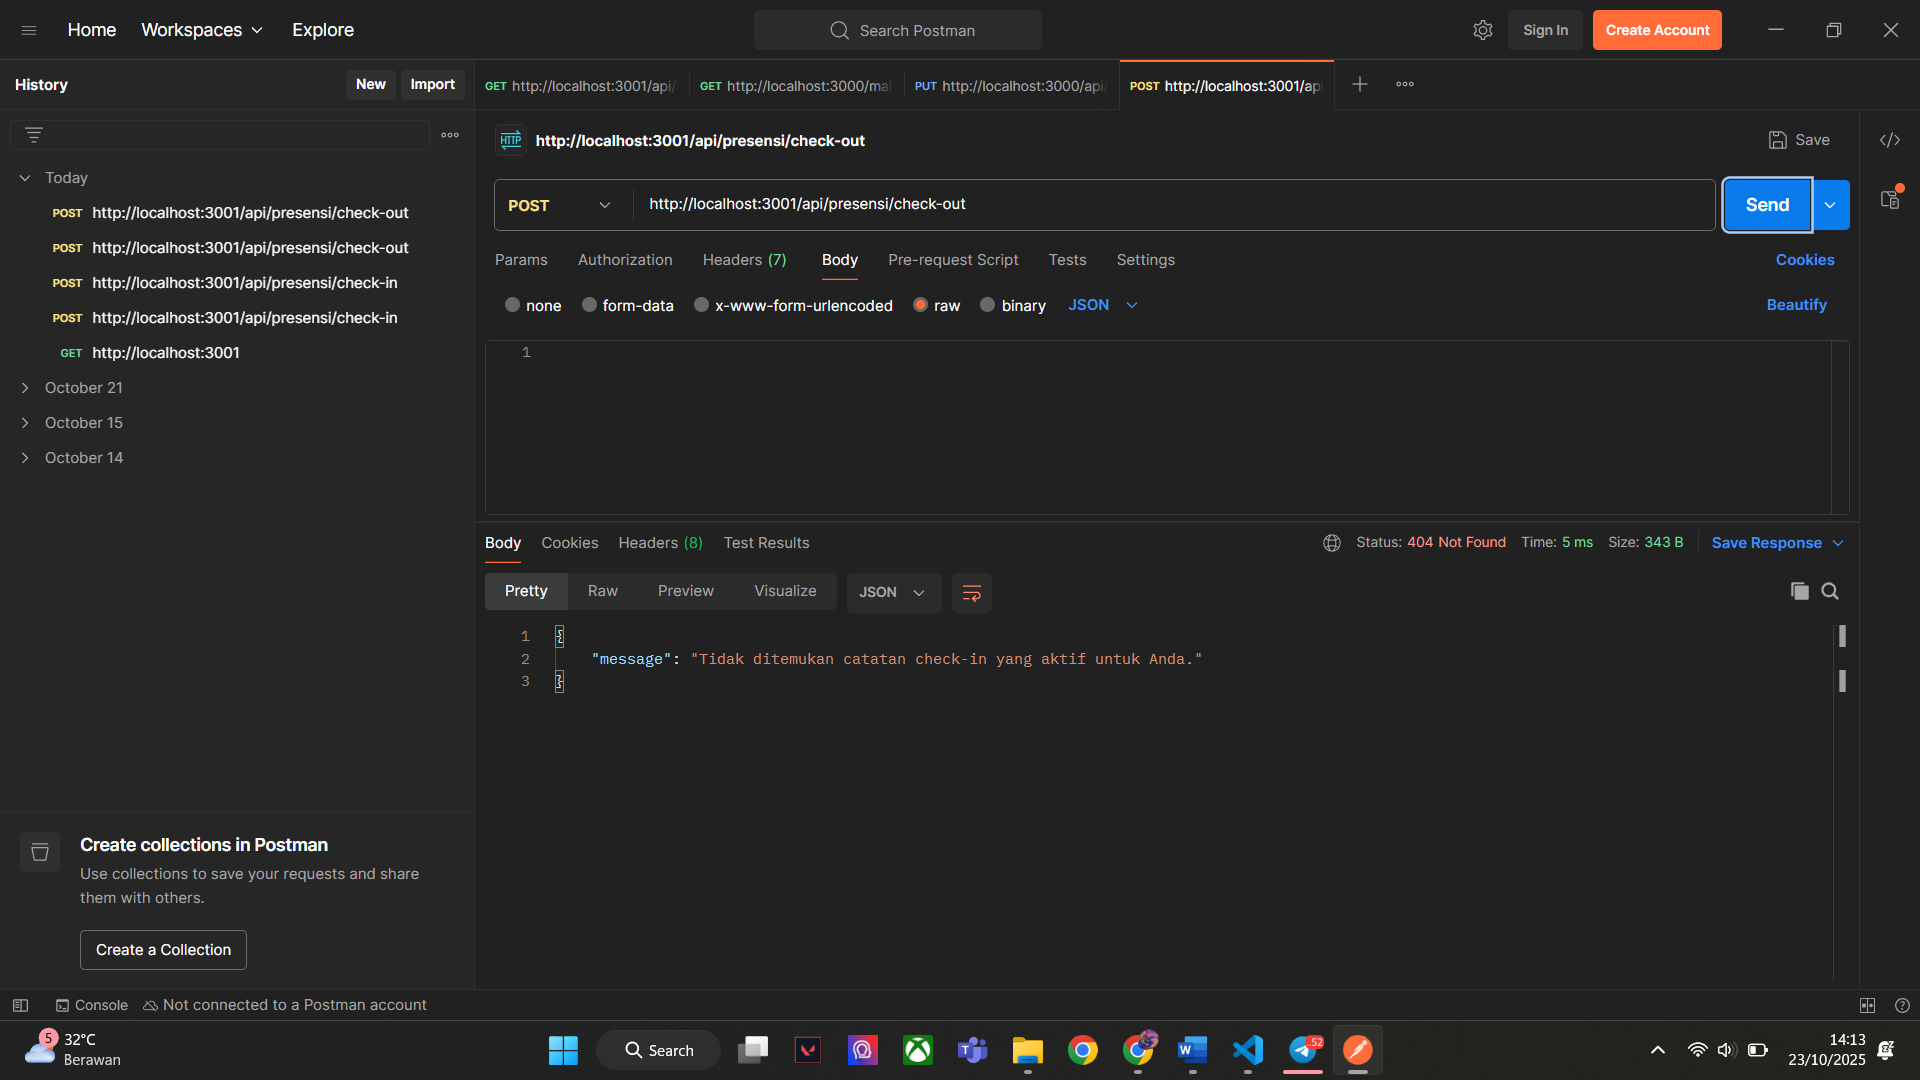 Home Workspaces Explore Search Postman Sign In Create Account
History New Import
GET http://localhost:3001/api/ GET http://localhost:3000/ma PUT http://localhost:3000/api/ POST http://localhost:3001/ap
HTTP http://localhost:3001/api/presensi/check-out Save
Today
POST http://localhost:3001/api/presensi/check-out
POST http://localhost:3001/api/presensi/check-out
POST http://localhost:3001/api/presensi/check-in
POST http://localhost:3001/api/presensi/check-in
GET http://localhost:3001
October 21
October 15
October 14
POST http://localhost:3001/api/presensi/check-out Send
Params Authorization Headers (7) Body Pre-request Script Tests Settings Cookies
none form-data x-www-form-urlencoded raw binary JSON Beautify
1
Body Cookies Headers (8) Test Results Status: 404 Not Found Time: 5 ms Size: 343 B Save Response
Pretty Raw Preview Visualize JSON
1 {
2 "message": "Tidak ditemukan catatan check-in yang aktif untuk Anda."
3 }
Create collections in Postman
Use collections to save your requests and share
them with others.
Create a Collection
Console Not connected to a Postman account
5 32°C
Berawan
Search
52
14:13
23/10/2025